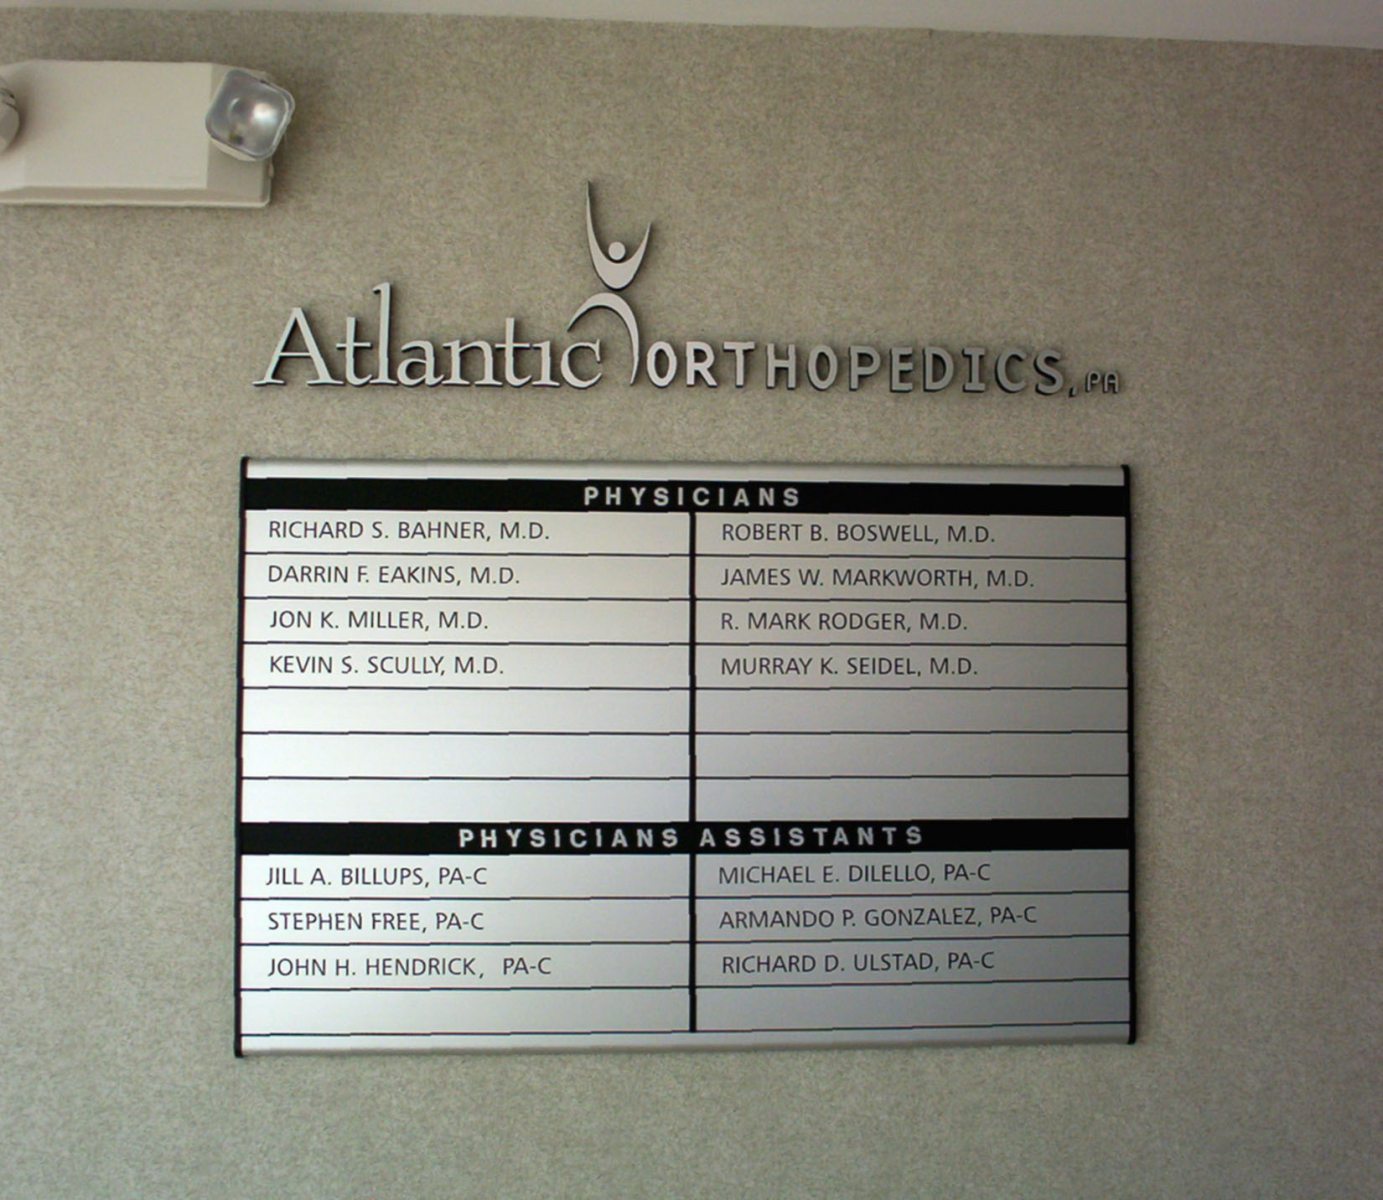 Atlantic ORTHOPEDICS, PA
PHYSICIANS
RICHARD S. BAHNER, M.D.
ROBERT B. BOSWELL, M.D.
DARRIN F. EAKINS, M.D.
JAMES W. MARKWORTH, M.D.
JON K. MILLER, M.D.
R. MARK RODGER, M.D.
KEVIN S. SCULLY, M.D.
MURRAY K. SEIDEL, M.D.
PHYSICIANS ASSISTANTS
JILL A. BILLUPS, PA-C
MICHAEL E. DILELLO, PA-C
STEPHEN FREE, PA-C
ARMANDO P. GONZALEZ, PA-C
JOHN H. HENDRICK, PA-C
RICHARD D. ULSTAD, PA-C